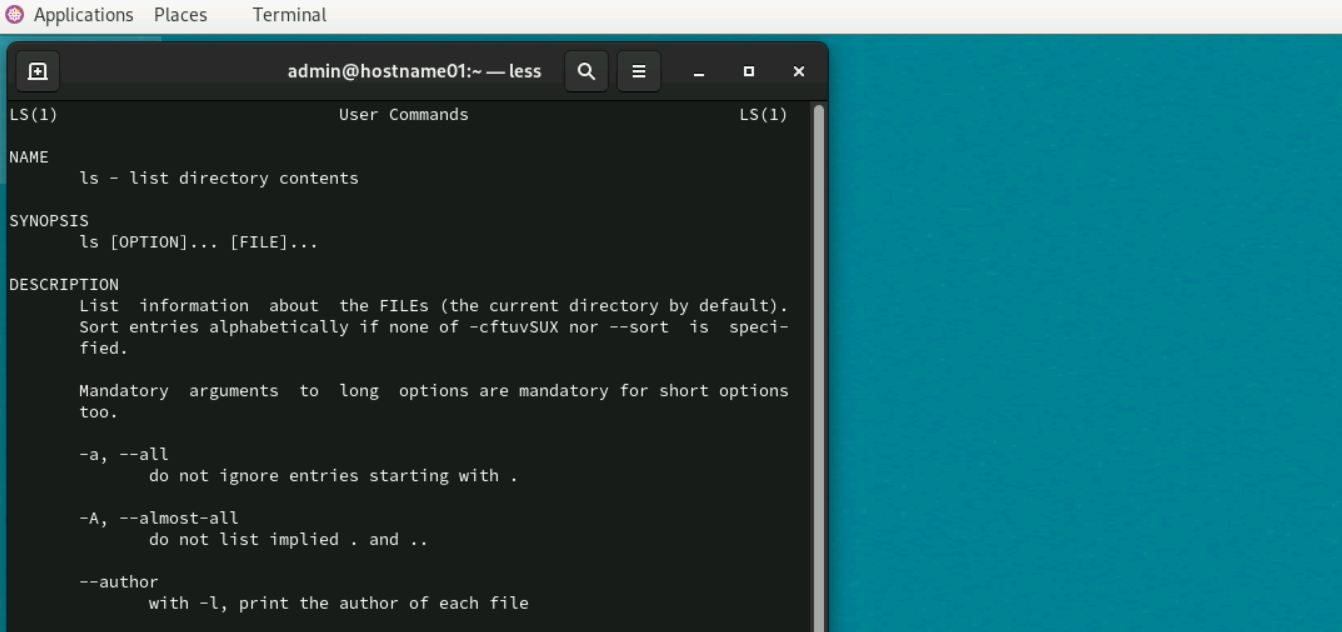 Applications Places Terminal
admin@hostname01:~ — less
LS(1) User Commands LS(1)
NAME
ls - list directory contents
SYNOPSIS
ls [OPTION]... [FILE]...
DESCRIPTION
List information about the FILEs (the current directory by default).
Sort entries alphabetically if none of -cftuvSUX nor --sort is speci-
fied.
Mandatory arguments to long options are mandatory for short options
too.
-a, --all
do not ignore entries starting with .
-A, --almost-all
do not list implied . and ..
--author
with -l, print the author of each file